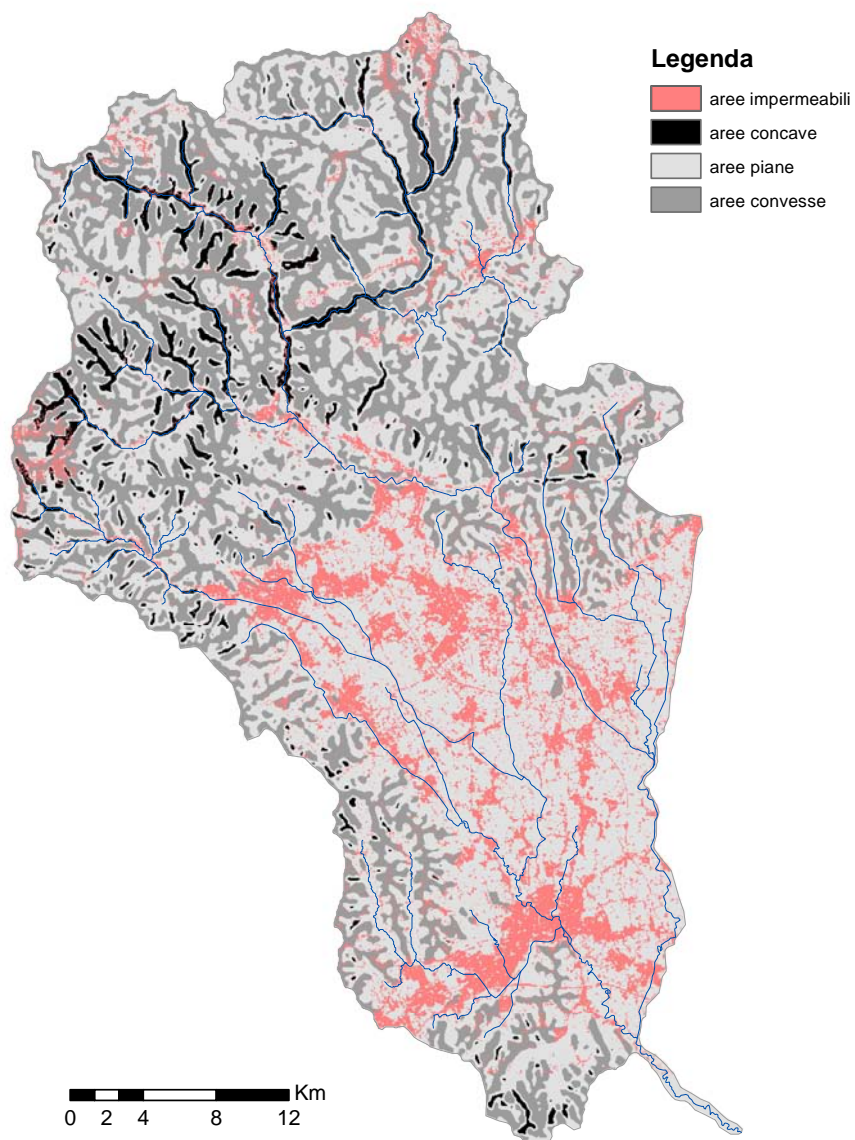 Legenda
aree impermeabili
aree concave
aree piane
aree convesse
Km
0 2 4 8 12